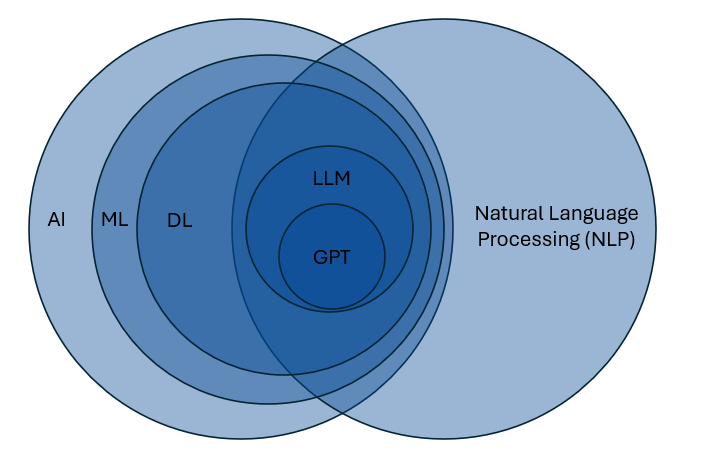 AI
ML
DL
LLM
GPT
Natural Language
Processing (NLP)